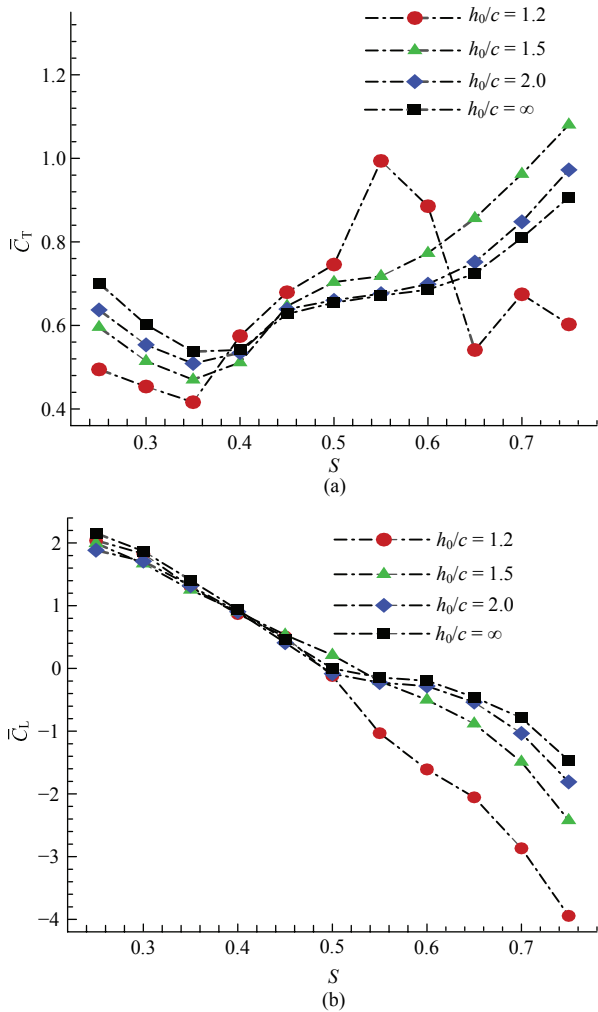 h₀/c = 1.2
h₀/c = 1.5
h₀/c = 2.0
h₀/c = ∞
1.2
1.0
0.8
0.6
0.4
C̅_T
0.3 0.4 0.5 0.6 0.7
S
(a)
h₀/c = 1.2
h₀/c = 1.5
h₀/c = 2.0
h₀/c = ∞
2
1
0
−1
−2
−3
−4
C̅_L
0.3 0.4 0.5 0.6 0.7
S
(b)